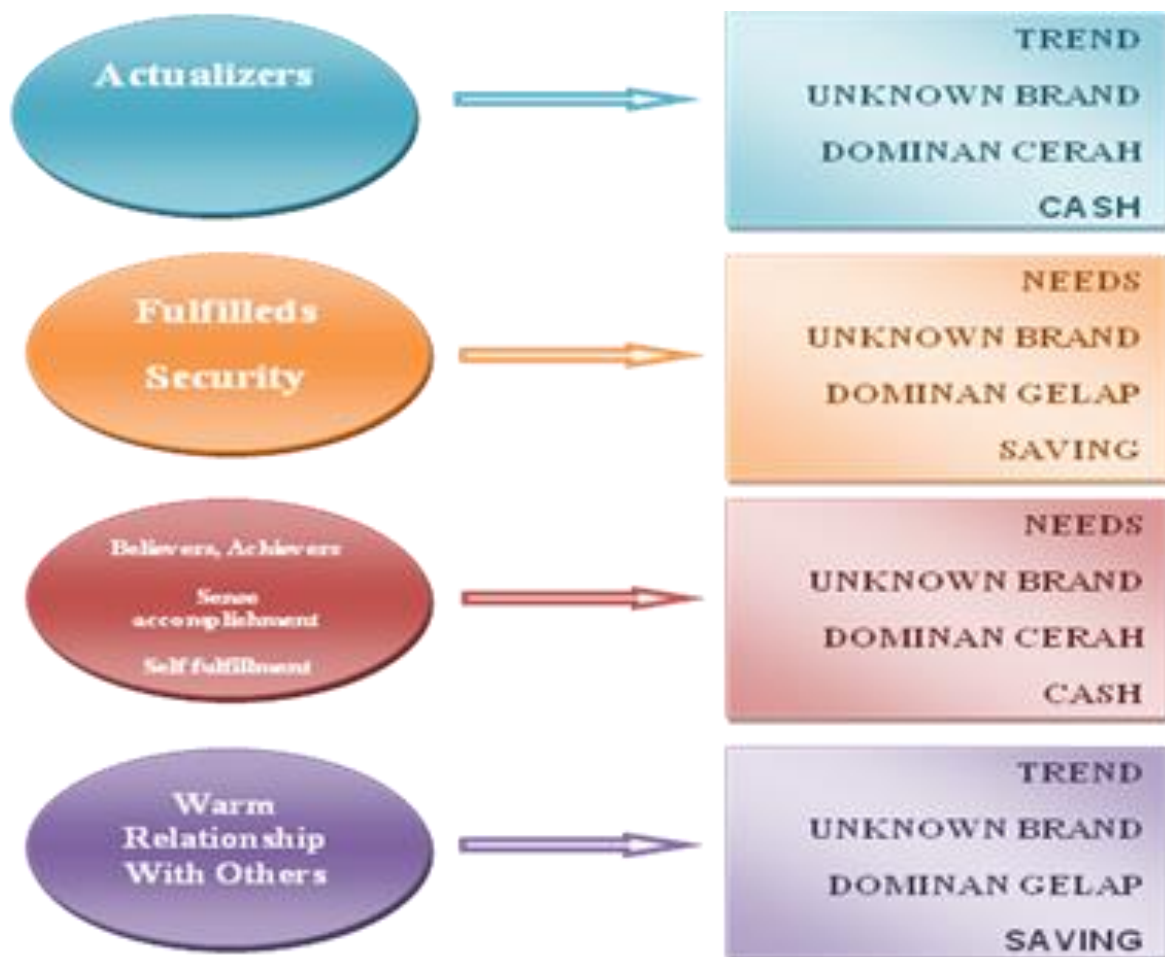 Actualizers
TREND
UNKNOWN BRAND
DOMINAN CERAH
CASH
Fulfilleds
Security
NEEDS
UNKNOWN BRAND
DOMINAN GELAP
SAVING
Believers, Achievers
Sense
accomplishment
Self fulfillment
NEEDS
UNKNOWN BRAND
DOMINAN CERAH
CASH
Warm
Relationship
With Others
TREND
UNKNOWN BRAND
DOMINAN GELAP
SAVING